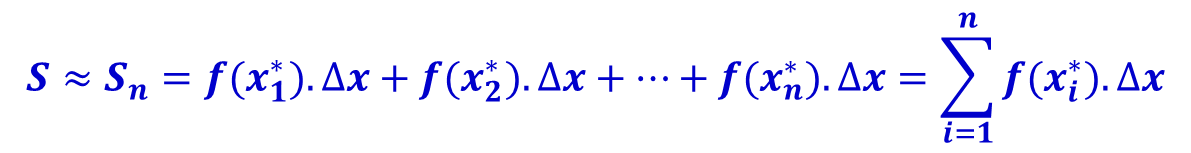 S ≈ Sₙ = f(x₁*).Δx + f(x₂*).Δx + ⋯ + f(xₙ*).Δx = ∑ᵢ₌₁ⁿ f(xᵢ*).Δx